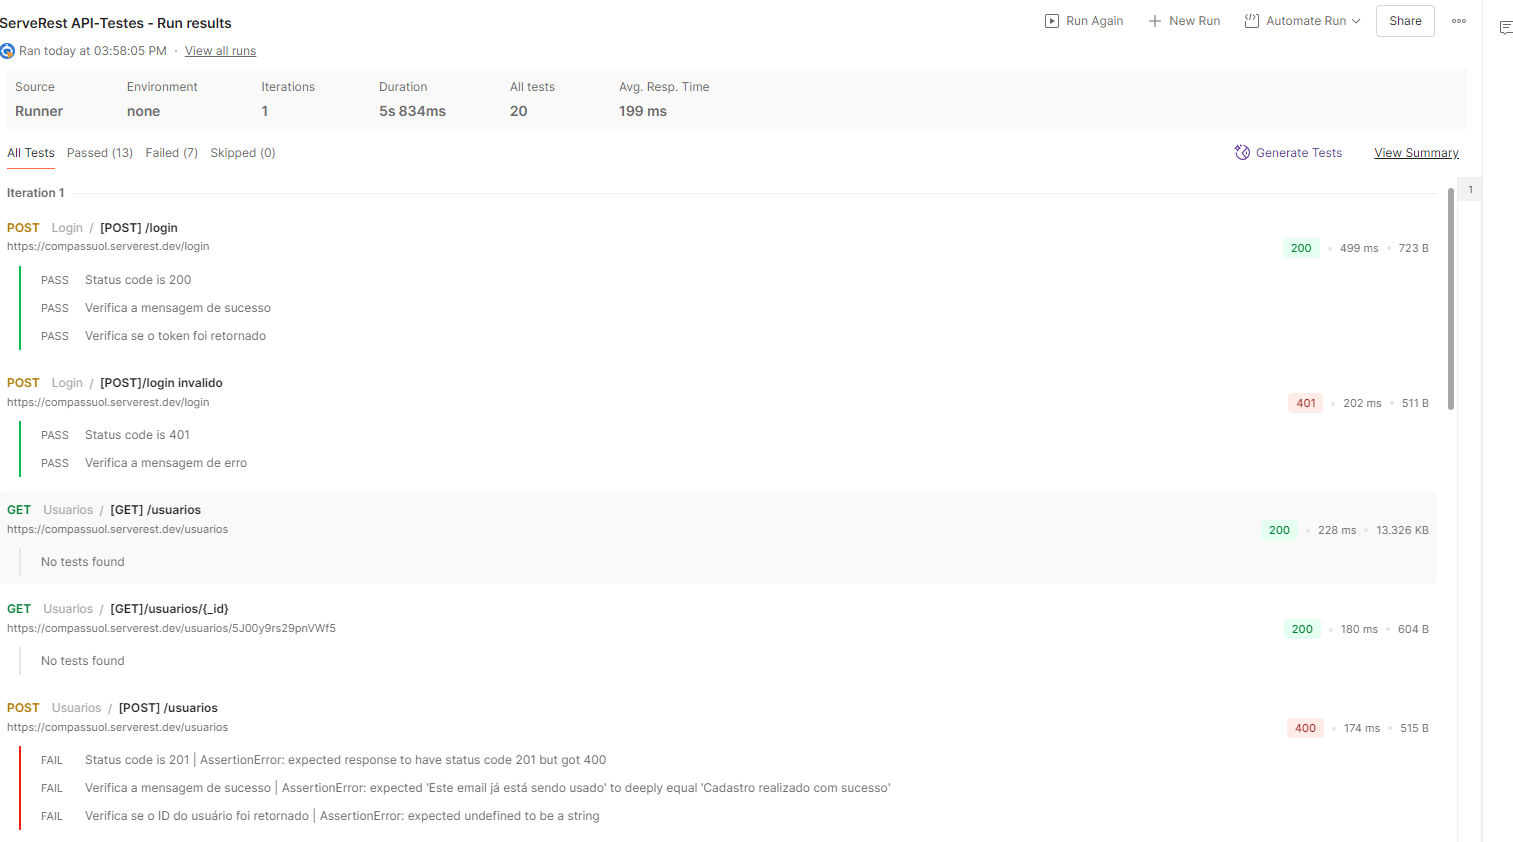 ServeRest API-Testes - Run results
Run Again New Run Automate Run Share
Ran today at 03:58:05 PM · View all runs
Source Environment Iterations Duration All tests Avg. Resp. Time
Runner none 1 5s 834ms 20 199 ms
All Tests Passed (13) Failed (7) Skipped (0) Generate Tests View Summary
Iteration 1
1
POST Login / [POST] /login
https://compassuol.serverest.dev/login
200 • 499 ms • 723 B
PASS Status code is 200
PASS Verifica a mensagem de sucesso
PASS Verifica se o token foi retornado
POST Login / [POST]/login invalido
https://compassuol.serverest.dev/login
401 • 202 ms • 511 B
PASS Status code is 401
PASS Verifica a mensagem de erro
GET Usuarios / [GET] /usuarios
https://compassuol.serverest.dev/usuarios
200 • 228 ms • 13.326 KB
No tests found
GET Usuarios / [GET]/usuarios/{_id}
https://compassuol.serverest.dev/usuarios/5J00y9rs29pnVWf5
200 • 180 ms • 604 B
No tests found
POST Usuarios / [POST] /usuarios
https://compassuol.serverest.dev/usuarios
400 • 174 ms • 515 B
FAIL Status code is 201 | AssertionError: expected response to have status code 201 but got 400
FAIL Verifica a mensagem de sucesso | AssertionError: expected 'Este email já está sendo usado' to deeply equal 'Cadastro realizado com sucesso'
FAIL Verifica se o ID do usuário foi retornado | AssertionError: expected undefined to be a string